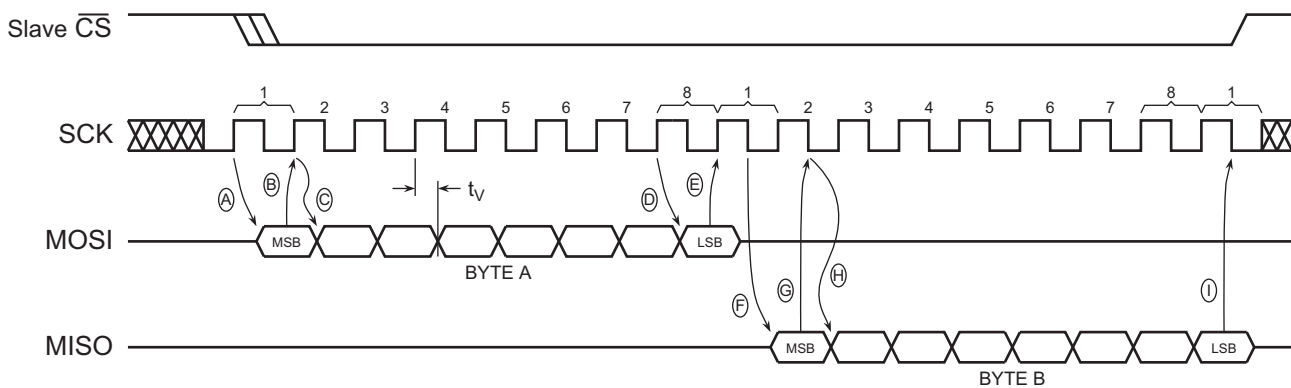 Slave C̅S̅
1 2 3 4 5 6 7 8 1 2 3 4 5 6 7 8 1
SCK
A B C tV D E
MOSI MSB LSB
BYTE A
F G H I
MISO MSB LSB
BYTE B